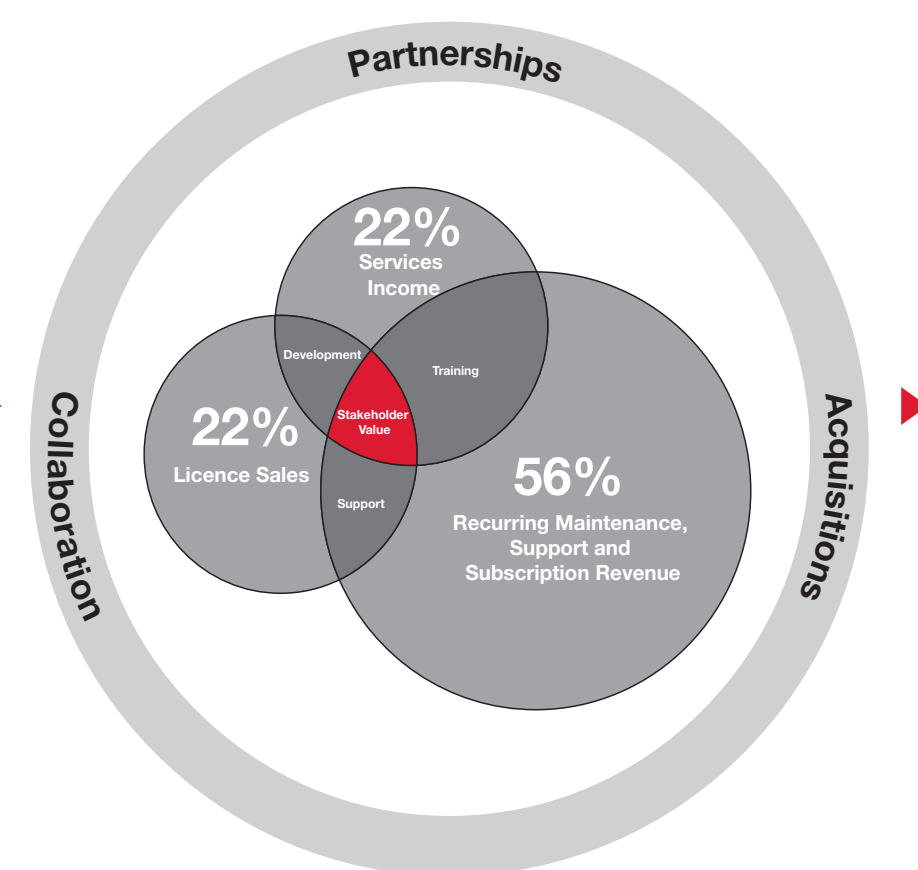 Partnerships
22%
Services
Income
Development
Training
Stakeholder
Value
Collaboration
22%
Licence Sales
Support
56%
Recurring Maintenance,
Support and
Subscription Revenue
Acquisitions